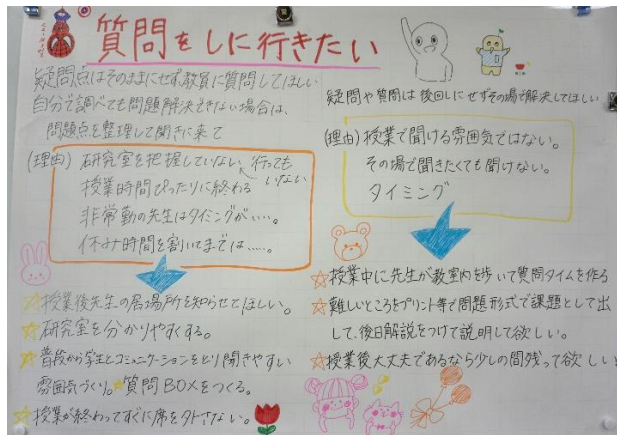 質問をしに行きたい
疑問点はそのままにせず教員に質問してほしい
自分で調べても問題解決できない場合は、
問題点を整理して聞きに来て
(理由) 研究室を把握していない 行っても
いない
授業時間ぴったりに終わる
非常勤の先生はタイミングが…。
休み時間を割いてまでは……。
☆授業後先生の居場所を知らせてほしい。
☆研究室を分かりやすくする。
☆普段から学生とコミュニケーションをとり聞きやすい
雰囲気づくり。☆質問BOXをつくる。
☆授業が終わってすぐに席を外さない。
疑問や質問は後回しにせずその場で解決してほしい
(理由) 授業で聞ける雰囲気ではない。
その場で聞きたくても聞けない。
タイミング
☆授業中に先生が教室内を歩いて質問タイムを作る
☆難しいところをプリント等で問題形式で課題として出
して、後日解説をつけて説明して欲しい。
☆授業後大丈夫であるなら少しの間残って欲しい